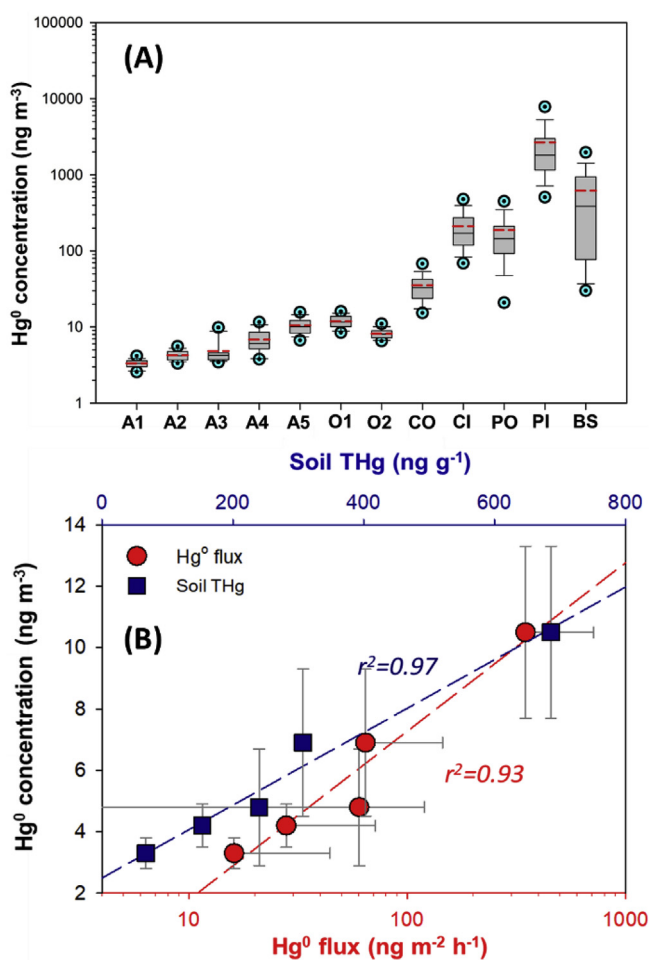 (A)
Hg⁰ concentration (ng m⁻³)
100000
10000
1000
100
10
1
A1 A2 A3 A4 A5 O1 O2 CO CI PO PI BS
Soil THg (ng g⁻¹)
0 200 400 600 800
Hg⁰ concentration (ng m⁻³)
14
12
10
8
6
4
2
Hg⁰ flux
Soil THg
(B)
r²=0.97
r²=0.93
10 100 1000
Hg⁰ flux (ng m⁻² h⁻¹)